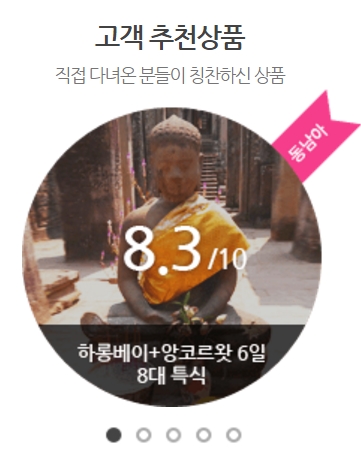 고객 추천상품
직접 다녀온 분들이 칭찬하신 상품
동남아
8.3/10
하롱베이+앙코르왓 6일
8대 특식